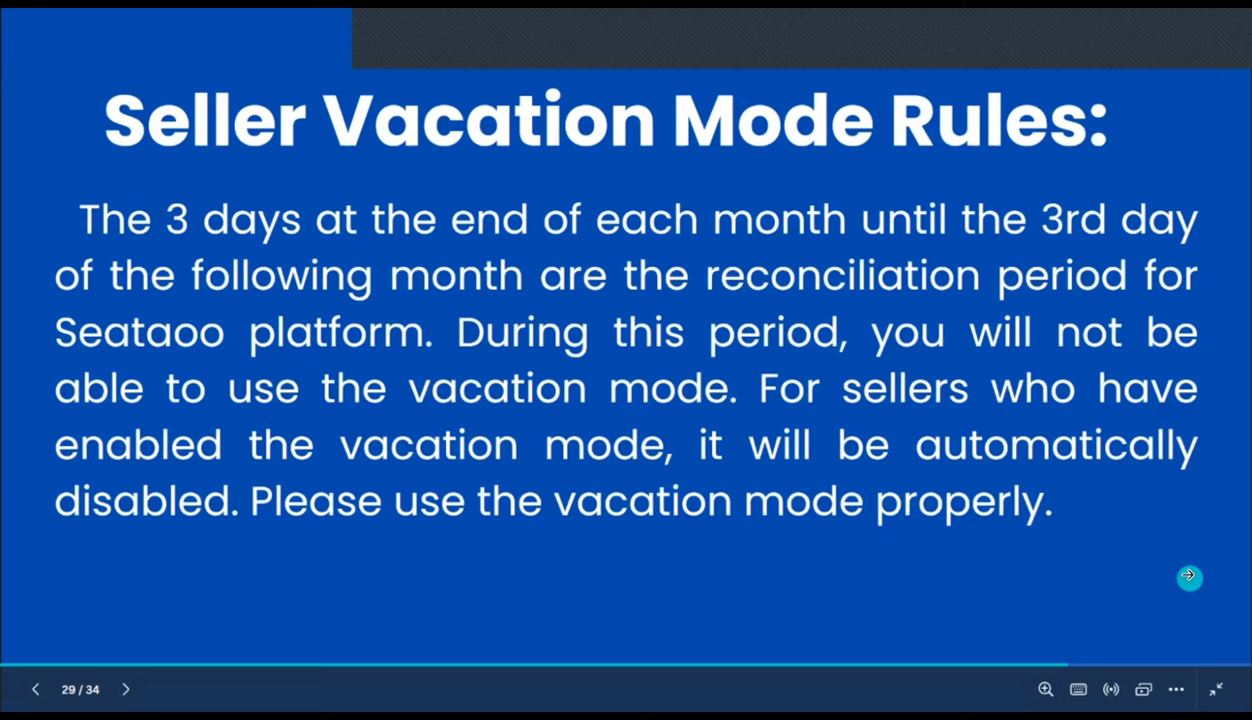 Seller Vacation Mode Rules:
The 3 days at the end of each month until the 3rd day
of the following month are the reconciliation period for
Seataoo platform. During this period, you will not be
able to use the vacation mode. For sellers who have
enabled the vacation mode, it will be automatically
disabled. Please use the vacation mode properly.
29 / 34